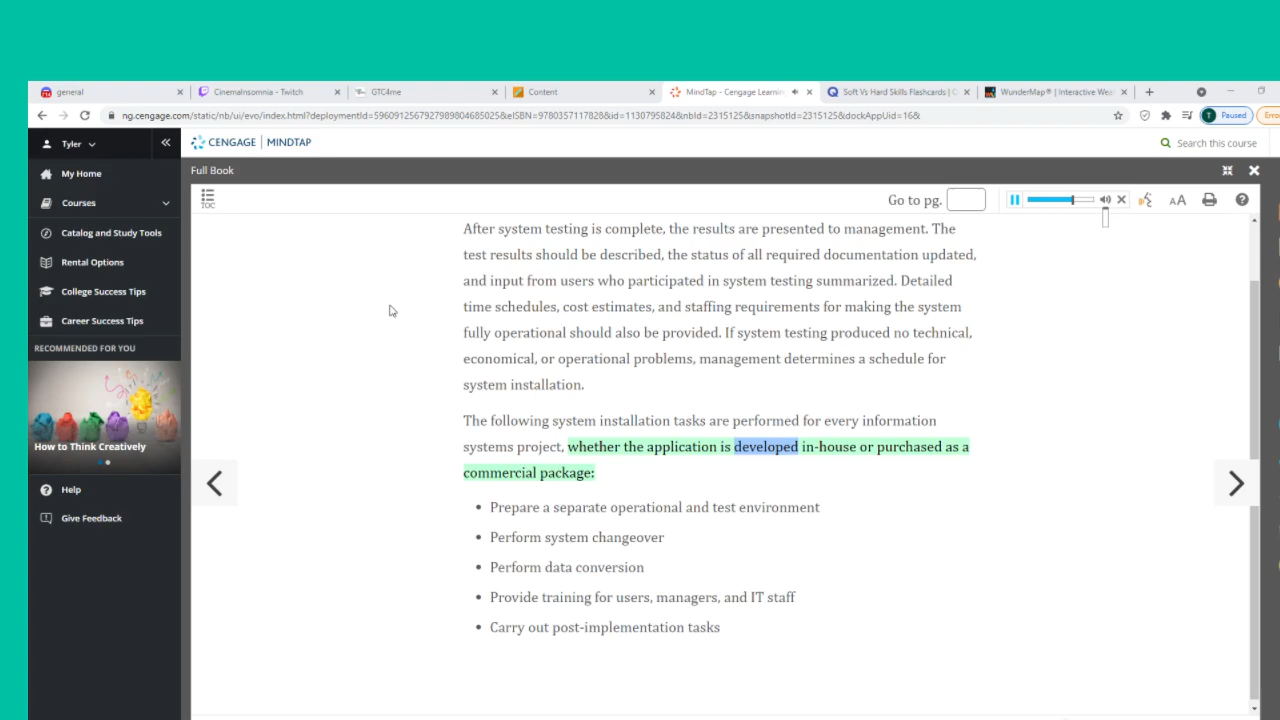 general
CinemaInsomnia - Twitch
GTC4me
Content
MindTap - Cengage Learnin
Soft Vs Hard Skills Flashcards | C
WunderMap® | Interactive Wea
Paused
Erro
Tyler
CENGAGE | MINDTAP
Search this course
My Home
Courses
Catalog and Study Tools
Rental Options
College Success Tips
Career Success Tips
RECOMMENDED FOR YOU
How to Think Creatively
Help
Give Feedback
Full Book
TOC
Go to pg.
AA
After system testing is complete, the results are presented to management. The
test results should be described, the status of all required documentation updated,
and input from users who participated in system testing summarized. Detailed
time schedules, cost estimates, and staffing requirements for making the system
fully operational should also be provided. If system testing produced no technical,
economical, or operational problems, management determines a schedule for
system installation.
The following system installation tasks are performed for every information
systems project, whether the application is developed in-house or purchased as a
commercial package:
• Prepare a separate operational and test environment
• Perform system changeover
• Perform data conversion
• Provide training for users, managers, and IT staff
• Carry out post-implementation tasks